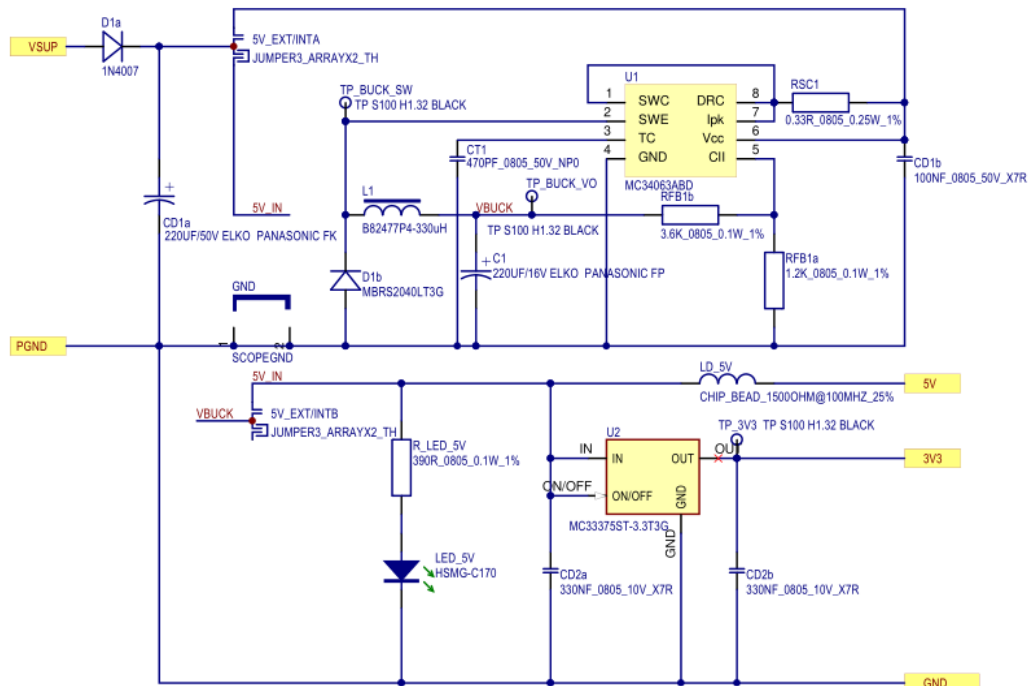 D1a
VSUP
1N4007
5V_EXT/INTA
JUMPER3_ARRAYX2_TH
TP_BUCK_SW
TP S100 H1.32 BLACK
U1
1 SWC DRC 8
2 SWE Ipk 7
3 TC Vcc 6
4 GND CII 5
MC34063ABD
RSC1
0.33R_0805_0.25W_1%
CT1
470PF_0805_50V_NP0
CD1b
100NF_0805_50V_X7R
CD1a
220UF/50V ELKO PANASONIC FK
5V_IN
L1
B82477P4-330uH
VBUCK
TP_BUCK_VO
TP S100 H1.32 BLACK
RFB1b
3.6K_0805_0.1W_1%
D1b
MBRS2040LT3G
C1
220UF/16V ELKO PANASONIC FP
RFB1a
1.2K_0805_0.1W_1%
GND
1 2
SCOPEGND
PGND
5V_IN
VBUCK
5V_EXT/INTB
JUMPER3_ARRAYX2_TH
LD_5V
CHIP_BEAD_1500OHM@100MHZ_25%
5V
R_LED_5V
390R_0805_0.1W_1%
U2
IN IN OUT OUT
ON/OFF ON/OFF
GND
GND
MC33375ST-3.3T3G
TP_3V3 TP S100 H1.32 BLACK
3V3
LED_5V
HSMG-C170
CD2a
330NF_0805_10V_X7R
CD2b
330NF_0805_10V_X7R
GND